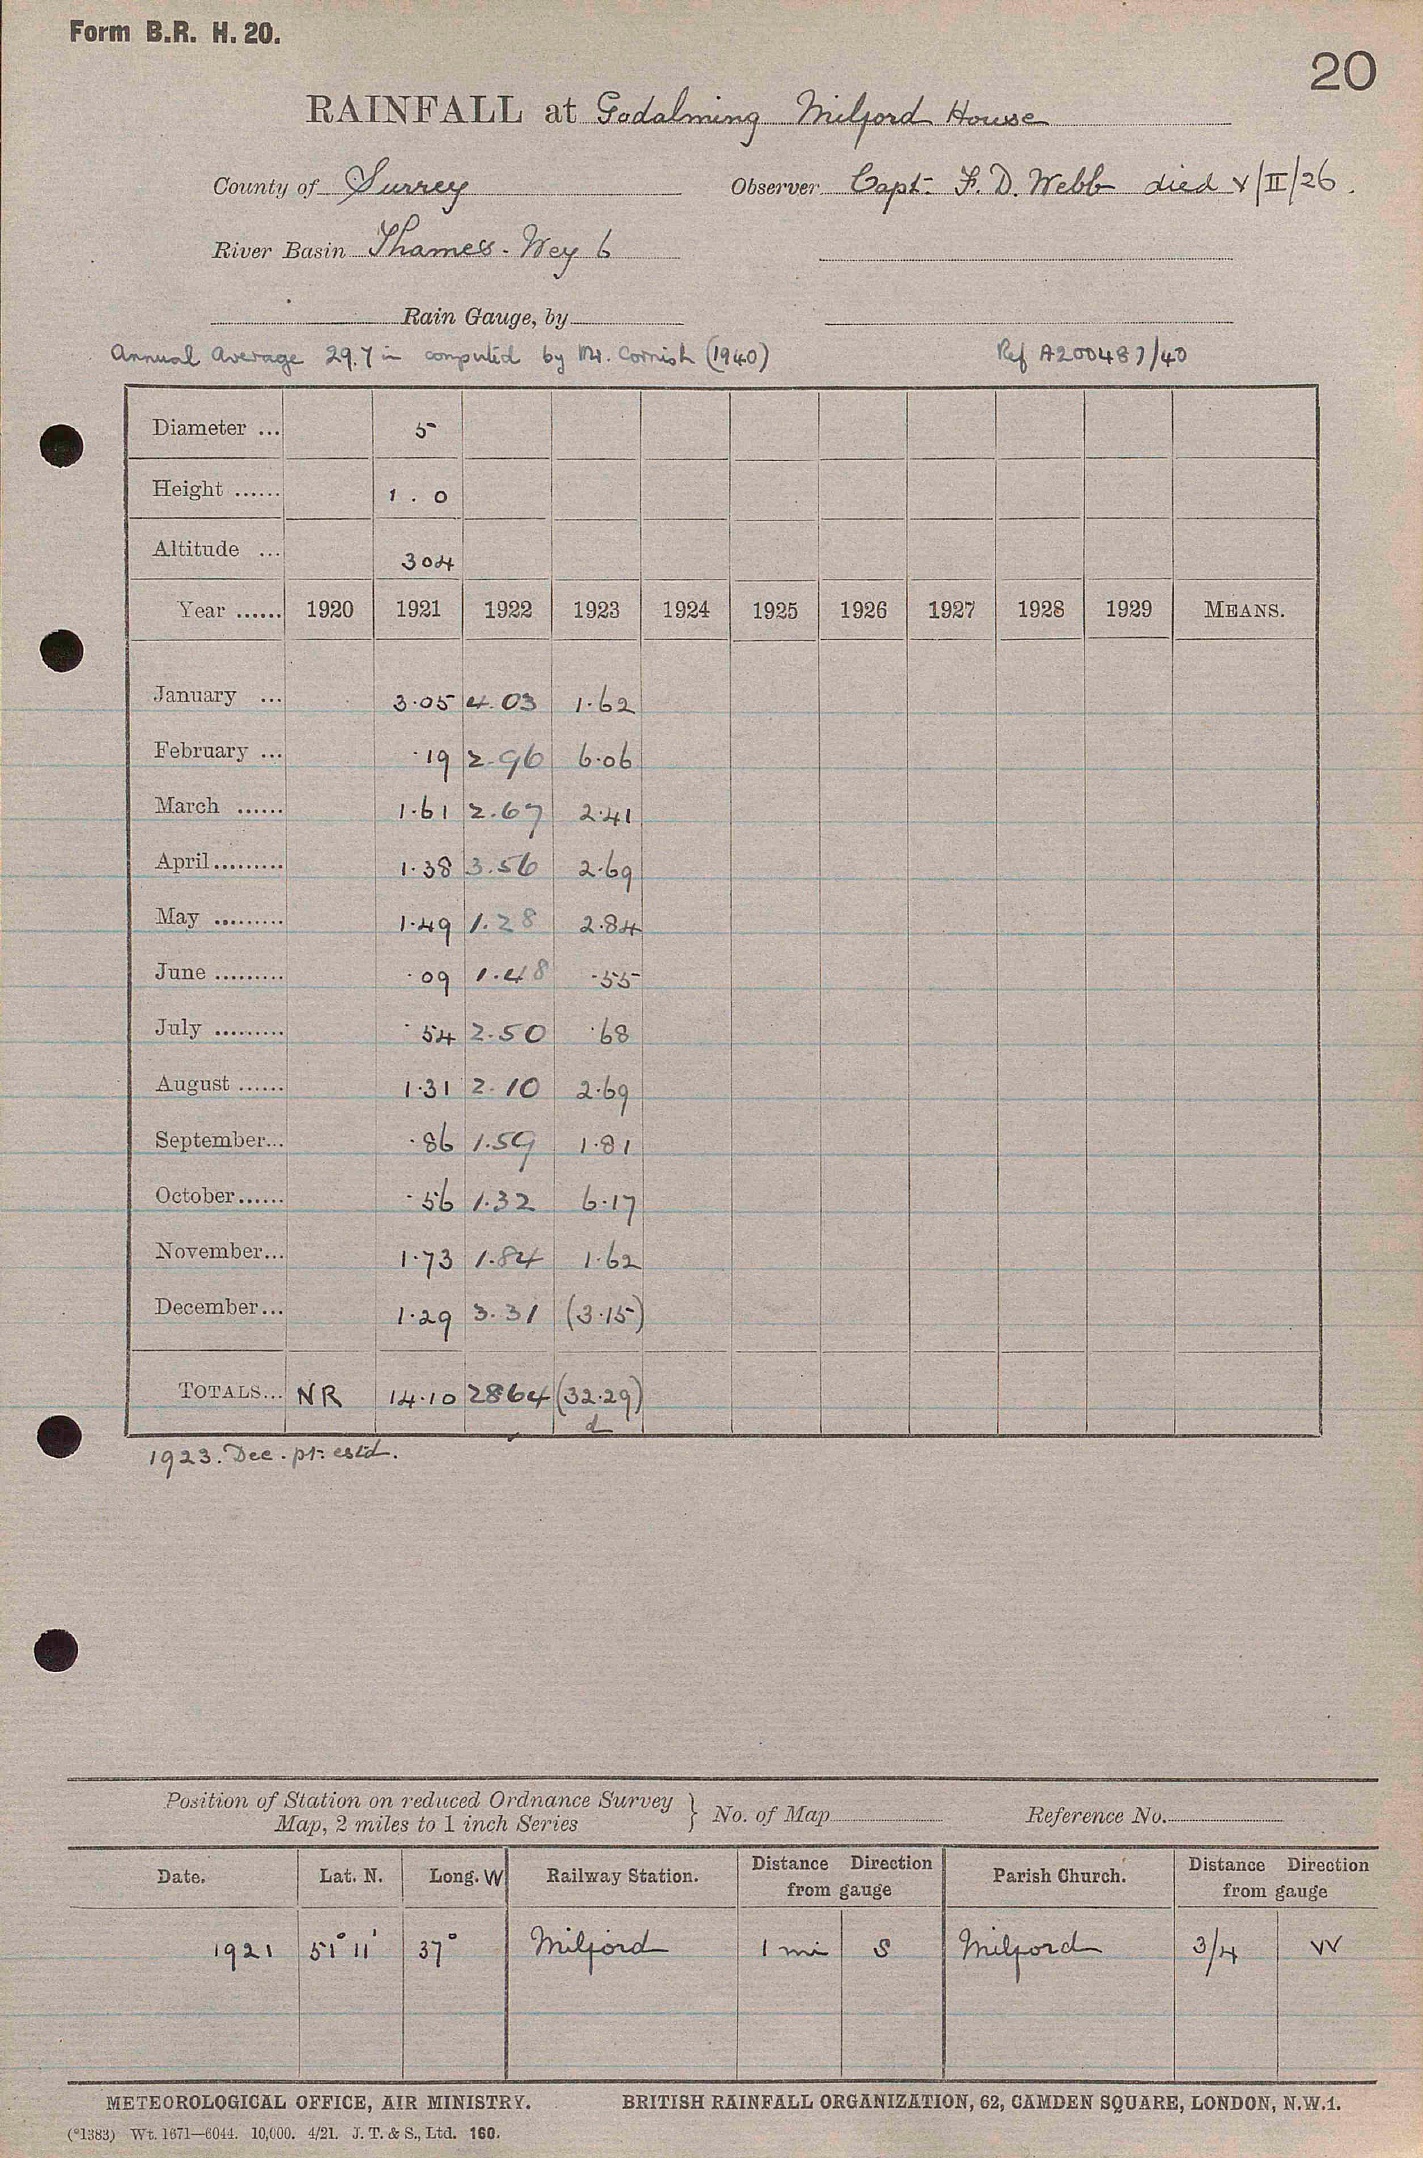 Form B.R. H. 20.
20
RAINFALL at Godalming Milford House
County of Surrey Observer Capt. F. D. Webb died V/II/26.
River Basin Thames - Wey b
Rain Gauge, by
Annual Average 29.7 in computed by Mr. Cornish (1940) Ref A200487/40
Diameter ... 5
Height ...... 1 . 0
Altitude ... 304
Year ...... 1920 1921 1922 1923 1924 1925 1926 1927 1928 1929 MEANS.
January ... 3.05 4.03 1.62
February ... .19 2.96 6.06
March ...... 1.61 2.67 2.41
April ......... 1.38 3.56 2.69
May ......... 1.49 1.28 2.84
June ......... .09 1.48 .55
July ......... .54 2.50 .68
August ...... 1.31 2.10 2.69
September... .86 1.59 1.81
October...... .56 1.32 6.17
November... 1.73 1.84 1.62
December... 1.29 3.31 (3.15)
TOTALS... NR 14.10 2864 (32.29)
d
1923. Dec. pt: estd.
Position of Station on reduced Ordnance Survey
Map, 2 miles to 1 inch Series } No. of Map Reference No.
Date. Lat. N. Long. W Railway Station. Distance Direction from gauge Parish Church. Distance Direction from gauge
1921 51° 11' 37° Milford 1 mi S Milford 3/4 W
METEOROLOGICAL OFFICE, AIR MINISTRY. BRITISH RAINFALL ORGANIZATION, 62, CAMDEN SQUARE, LONDON, N.W.1.
(*1383) Wt. 1671—6044. 10,000. 4/21. J. T. & S., Ltd. 160.